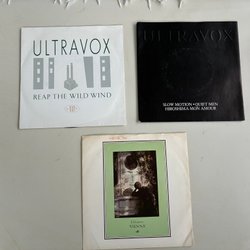 ULTRAVOX
REAP THE WILD WIND
ULTRAVOX
SLOW MOTION • QUIET MEN
HIROSHIMA MON AMOUR
VIENNA